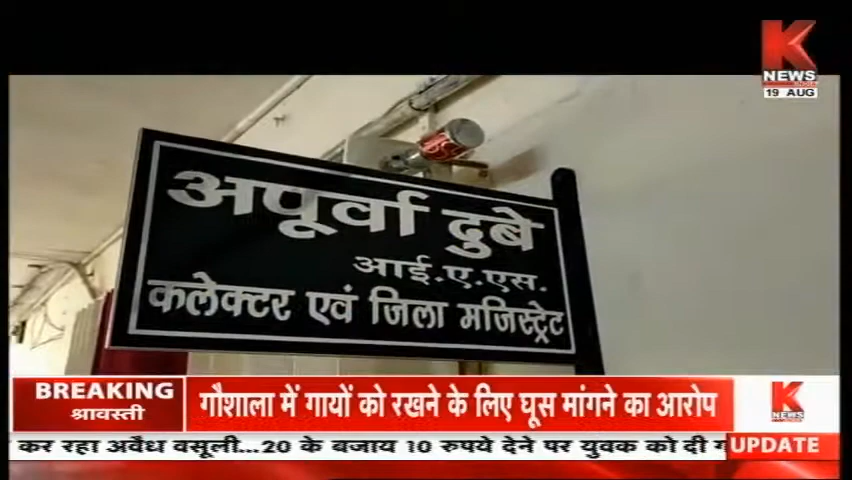 K
NEWS
INDIA
19 AUG
अपूर्वा दुबे
आई.ए.एस.
कलेक्टर एवं जिला मजिस्ट्रेट
BREAKING
श्रावस्ती
गौशाला में गायों को रखने के लिए घूस मांगने का आरोप
K
NEWS
कर रहा अवैध वसूली...20 के बजाय 10 रुपये देने पर युवक को दी
UPDATE